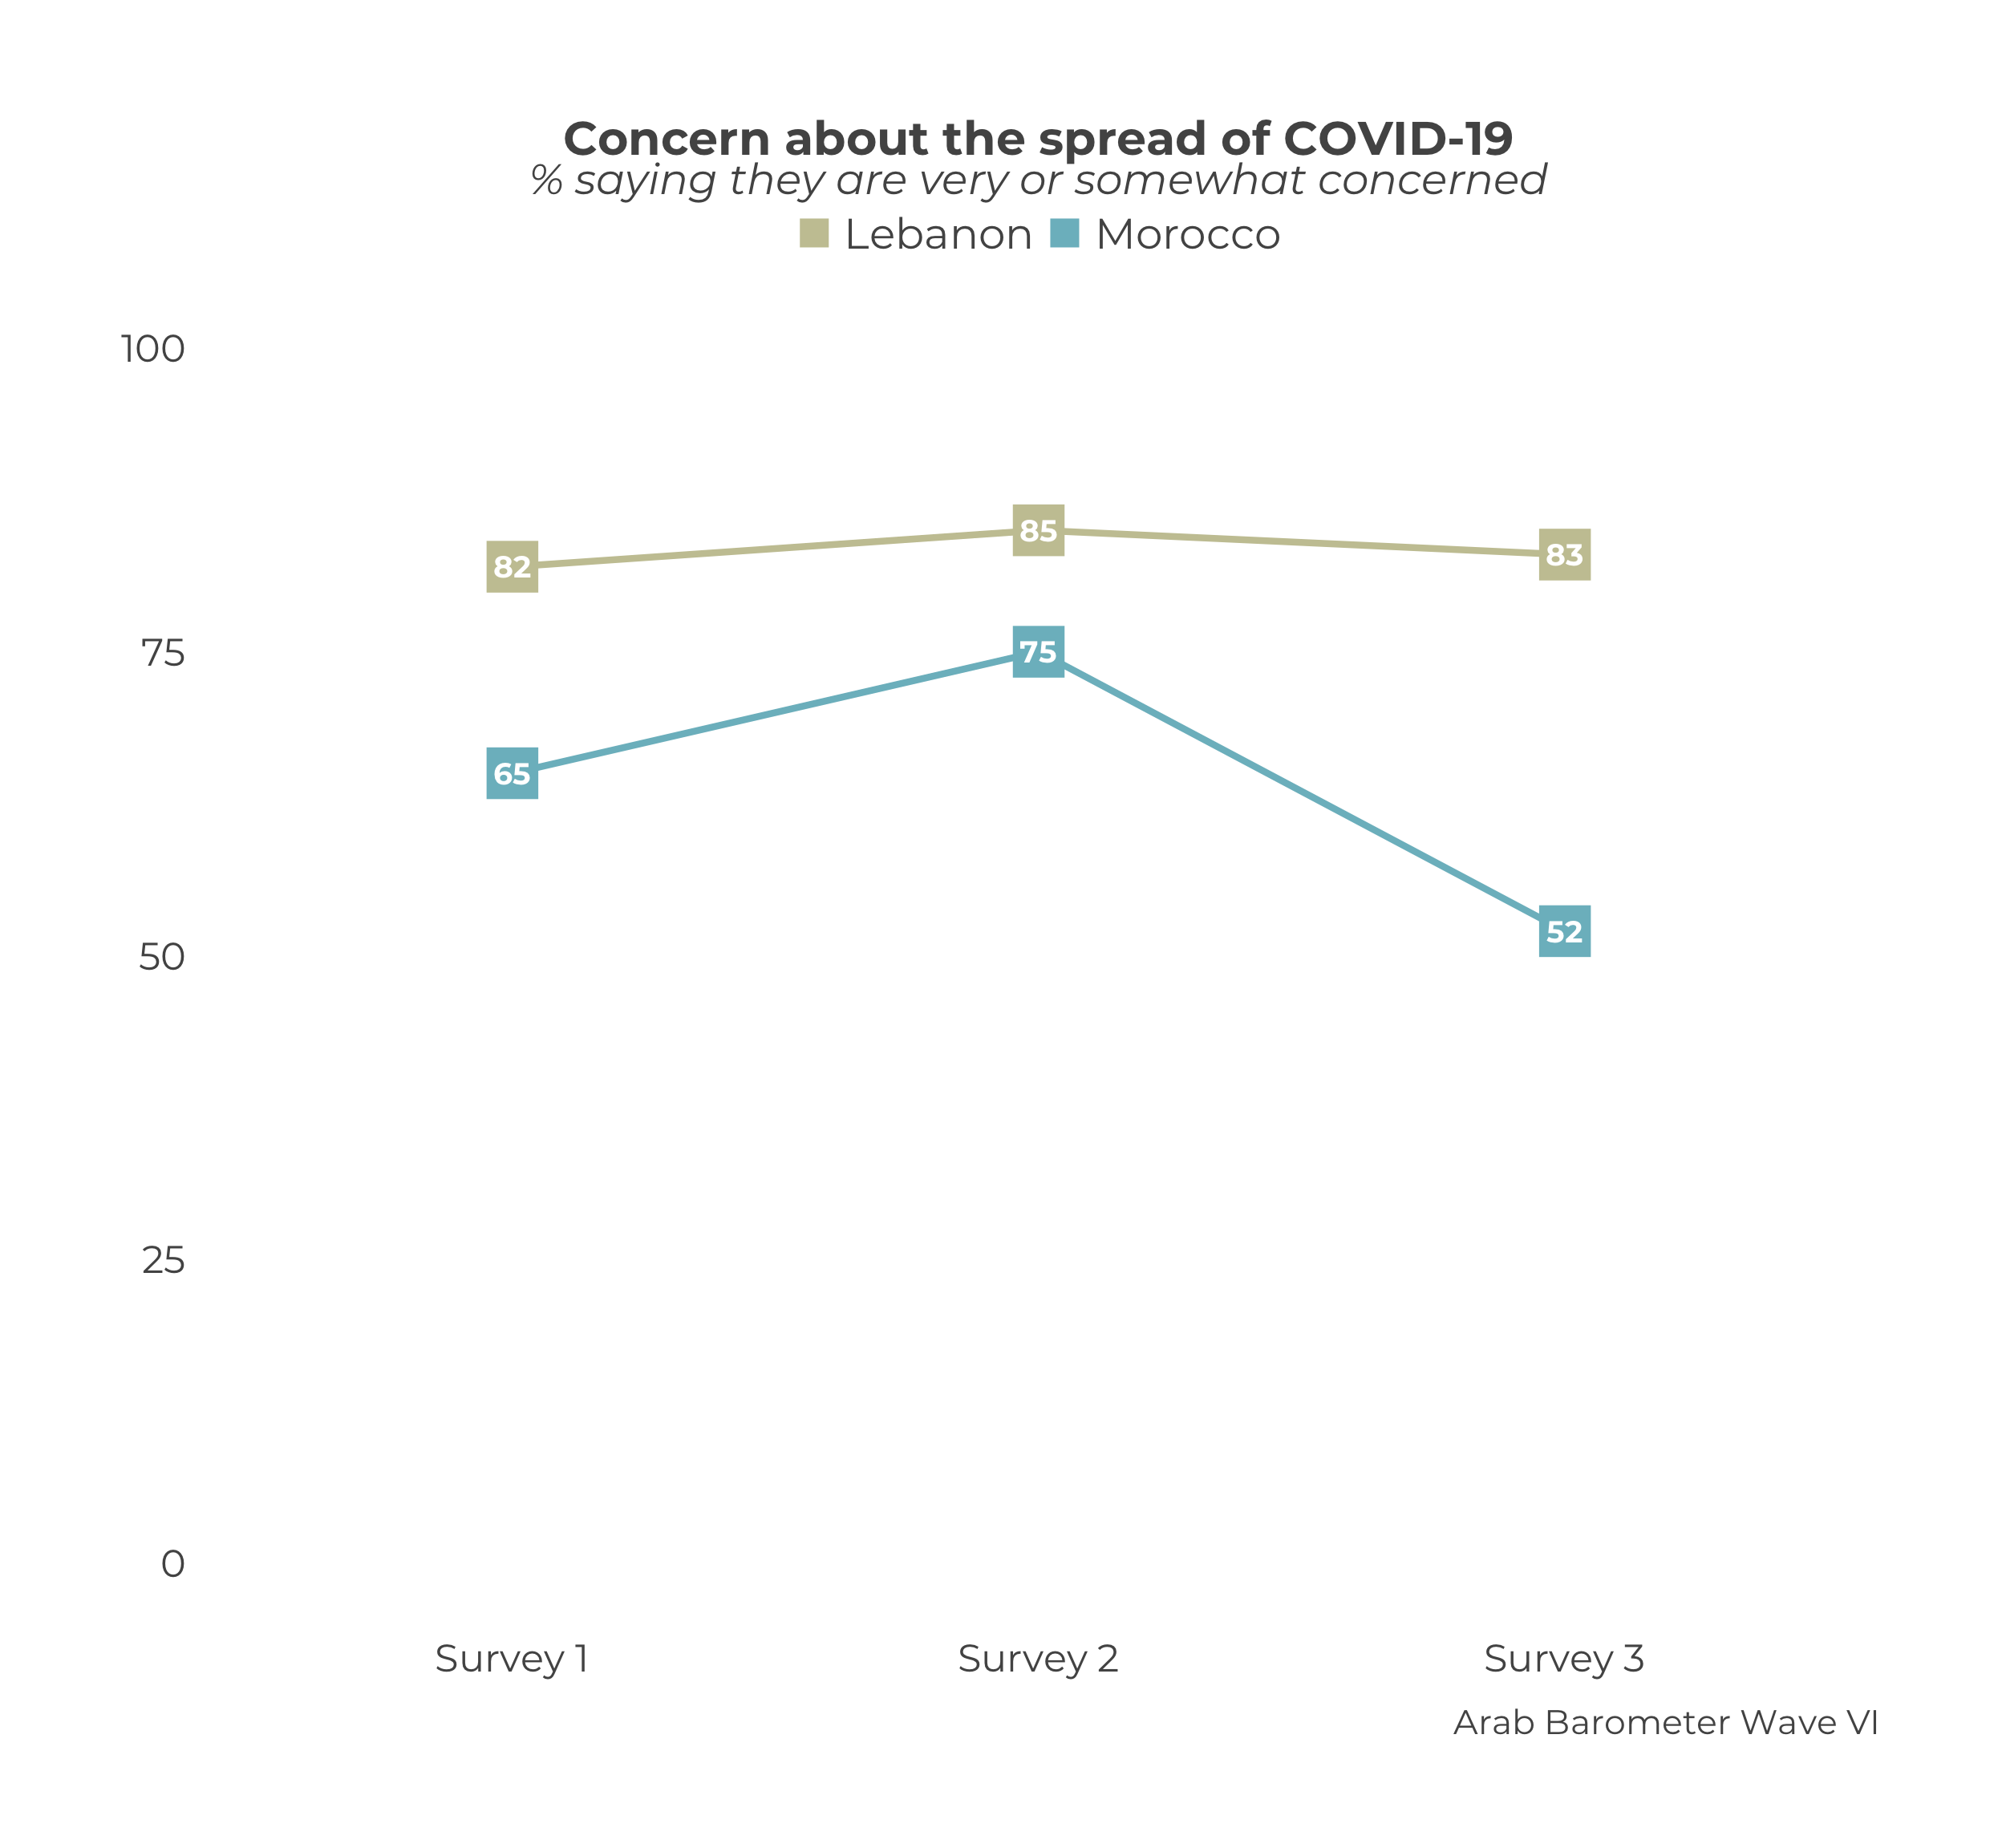 Concern about the spread of COVID-19
% saying they are very or somewhat concerned
Lebanon Morocco
100
85
83
82
75
75
65
52
50
25
0
Survey 1 Survey 2 Survey 3
Arab Barometer Wave VI